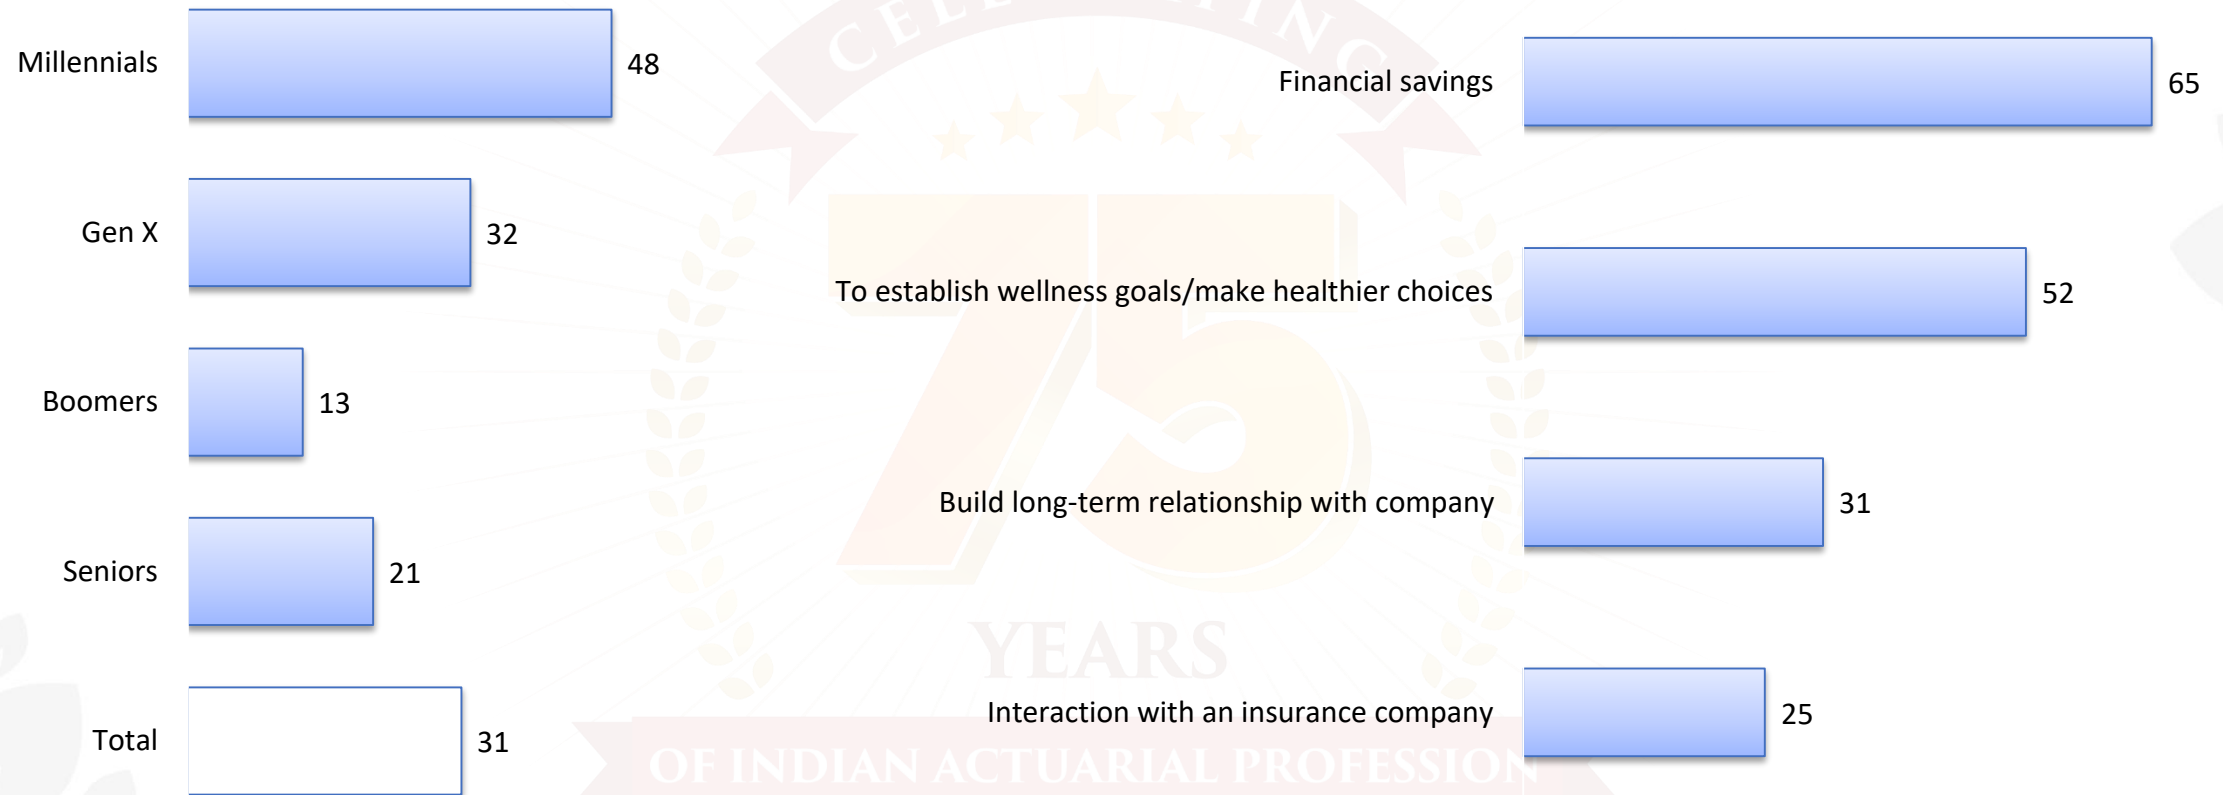 Millennials
48
Gen X
32
Boomers
13
Seniors
21
Total
31
Financial savings
65
To establish wellness goals/make healthier choices
52
Build long-term relationship with company
31
Interaction with an insurance company
25
CELEBRATING
75
YEARS
OF INDIAN ACTUARIAL PROFESSION